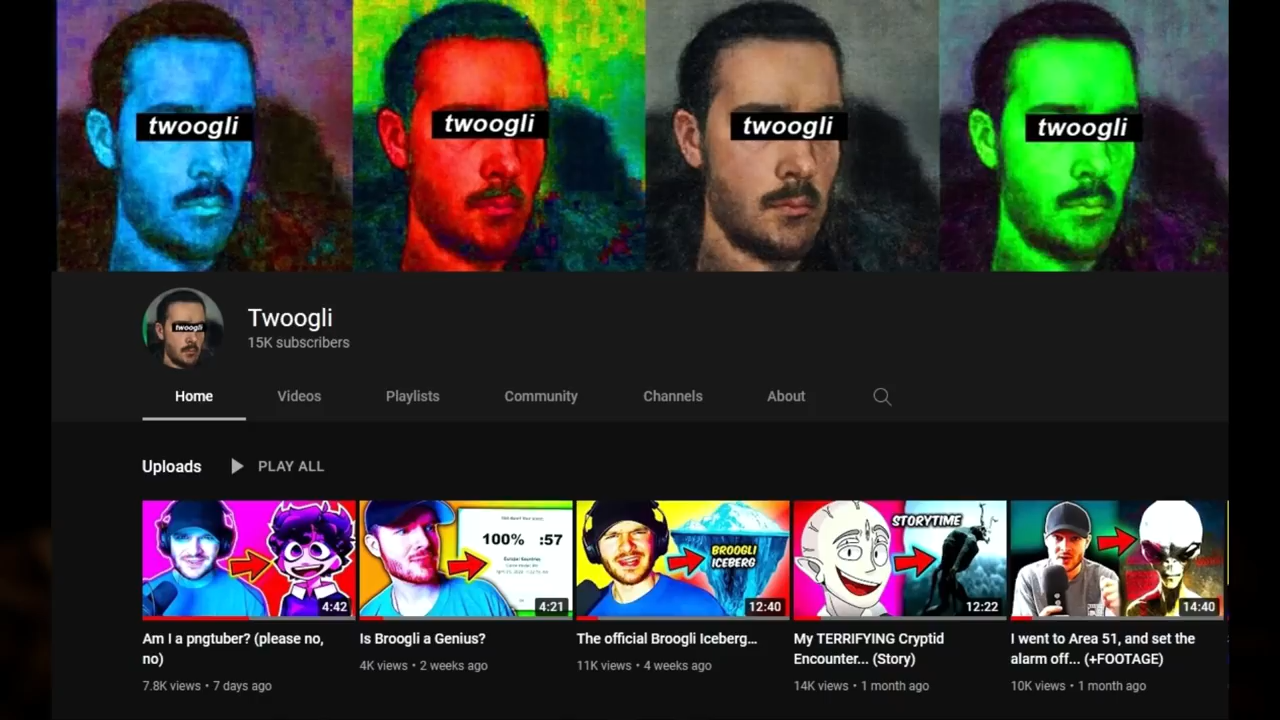 twoogli twoogli twoogli twoogli
twoogli
Twoogli
15K subscribers
Home Videos Playlists Community Channels About
Uploads PLAY ALL
100% :57
BROOGLI
ICEBERG
STORYTIME
4:42 4:21 12:40 12:22 14:40
Am I a pngtuber? (please no,
no)
7.8K views • 7 days ago
Is Broogli a Genius?
4K views • 2 weeks ago
The official Broogli Iceberg...
11K views • 4 weeks ago
My TERRIFYING Cryptid
Encounter... (Story)
14K views • 1 month ago
I went to Area 51, and set the
alarm off... (+FOOTAGE)
10K views • 1 month ago